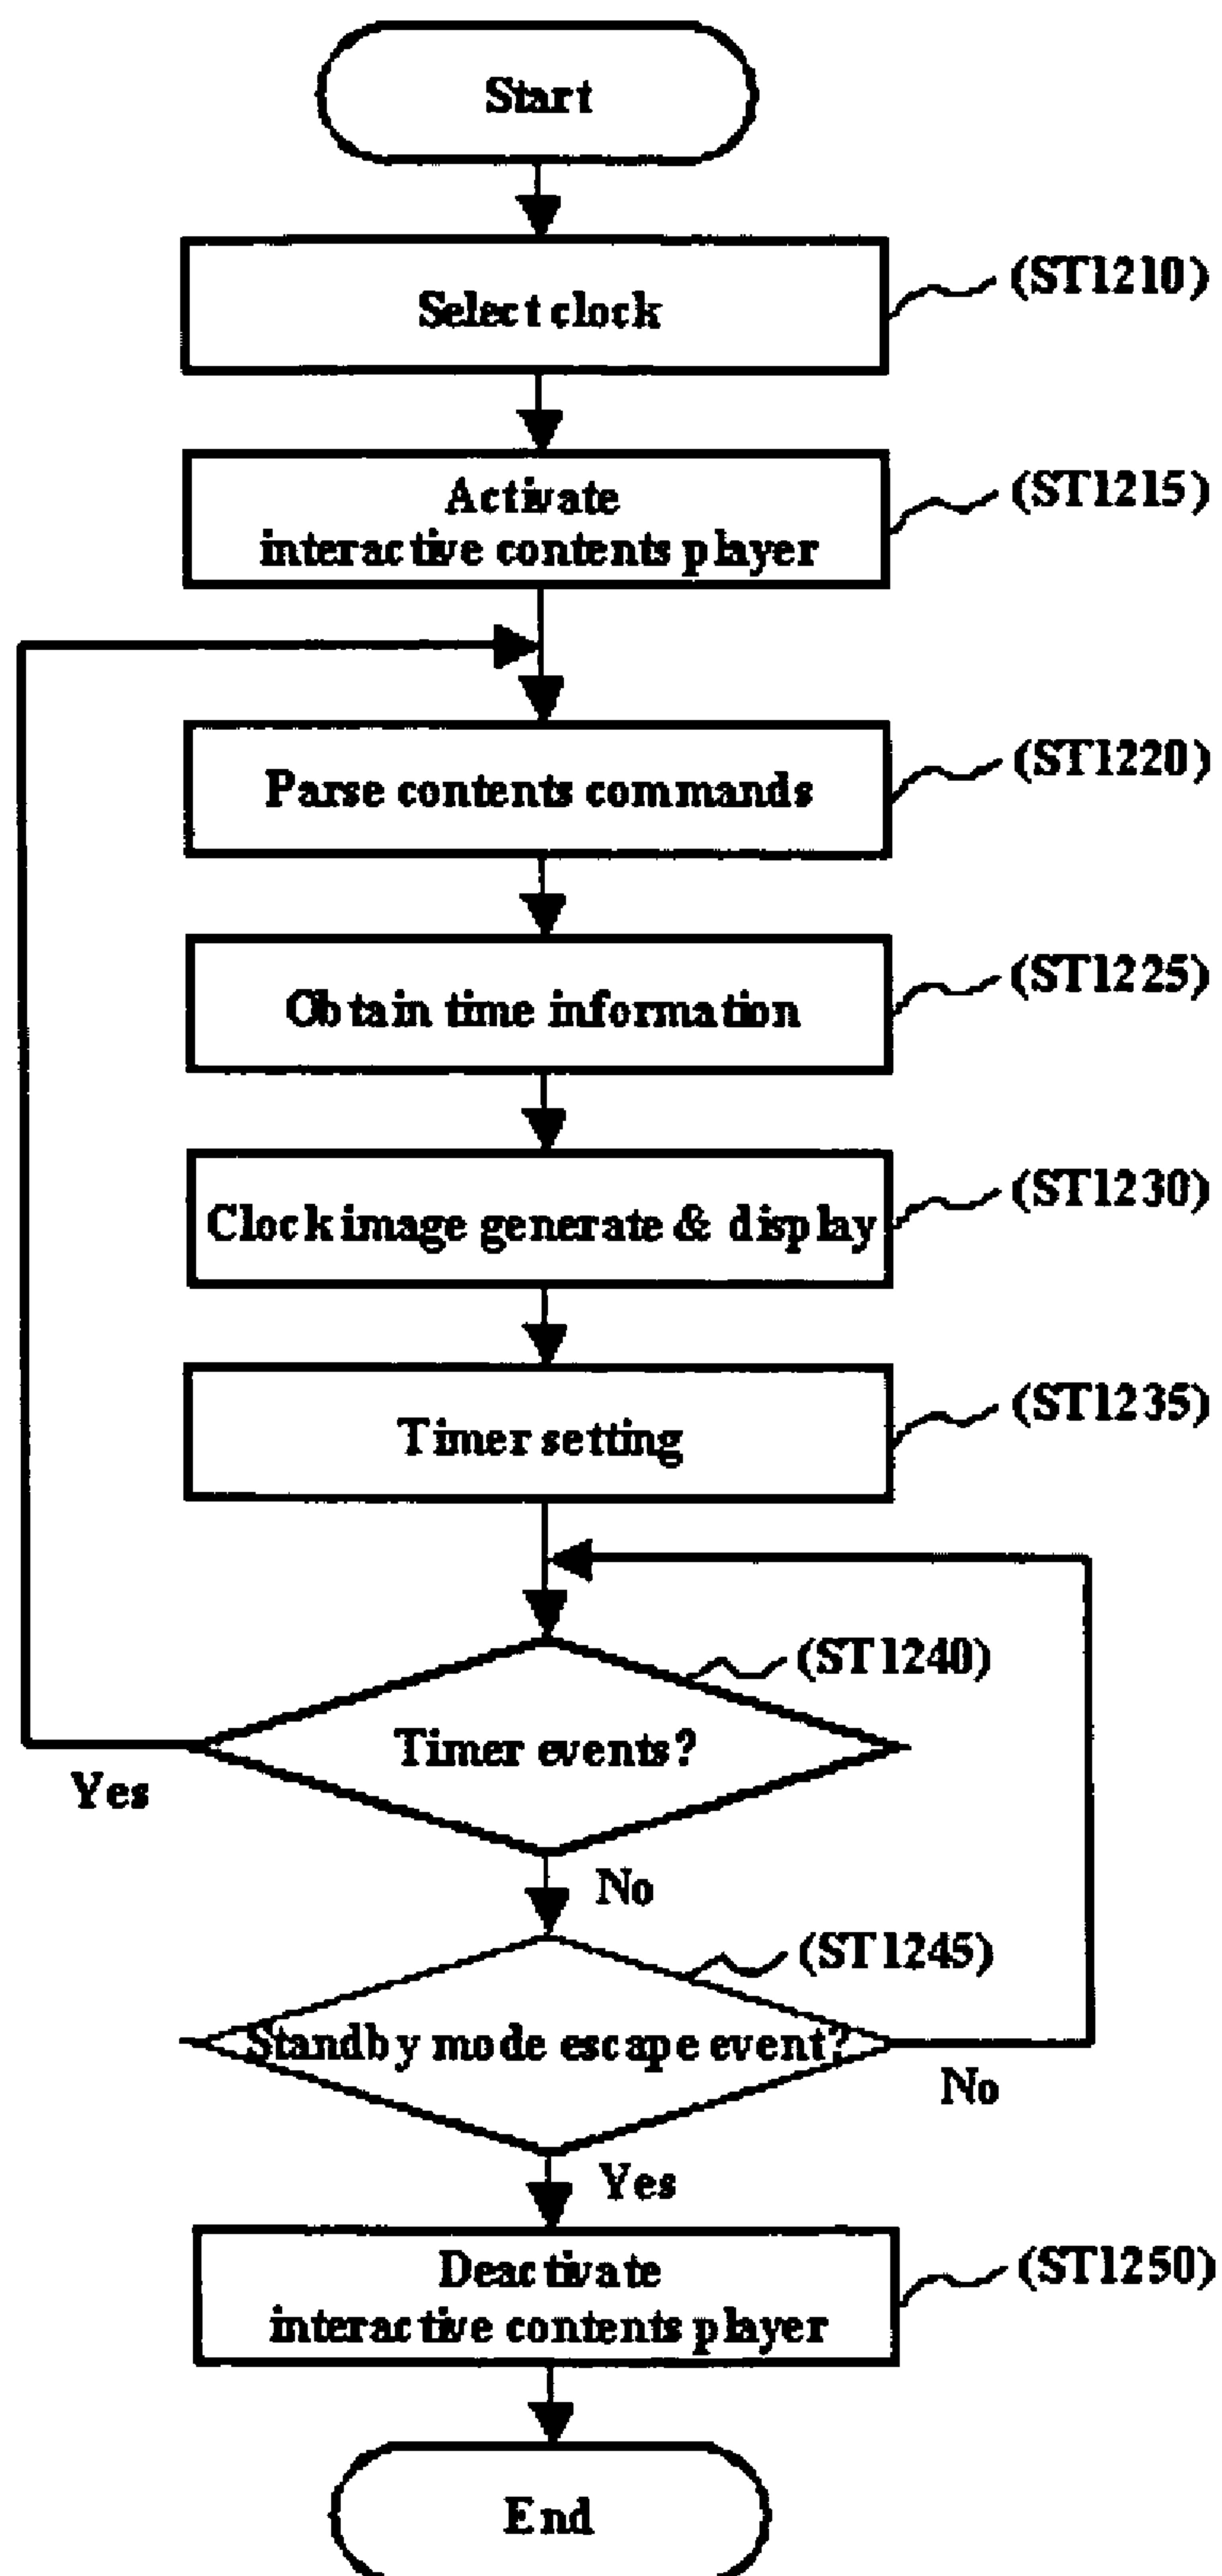 Start
Select clock
(ST1210)
Activate
interactive contents player
(ST1215)
Parse contents commands
(ST1220)
Obtain time information
(ST1225)
Clock image generate & display
(ST1230)
Timer setting
(ST1235)
(ST1240)
Timer events?
Yes
No
(ST1245)
Standby mode escape event?
No
Yes
Deactivate
interactive contents player
(ST1250)
End